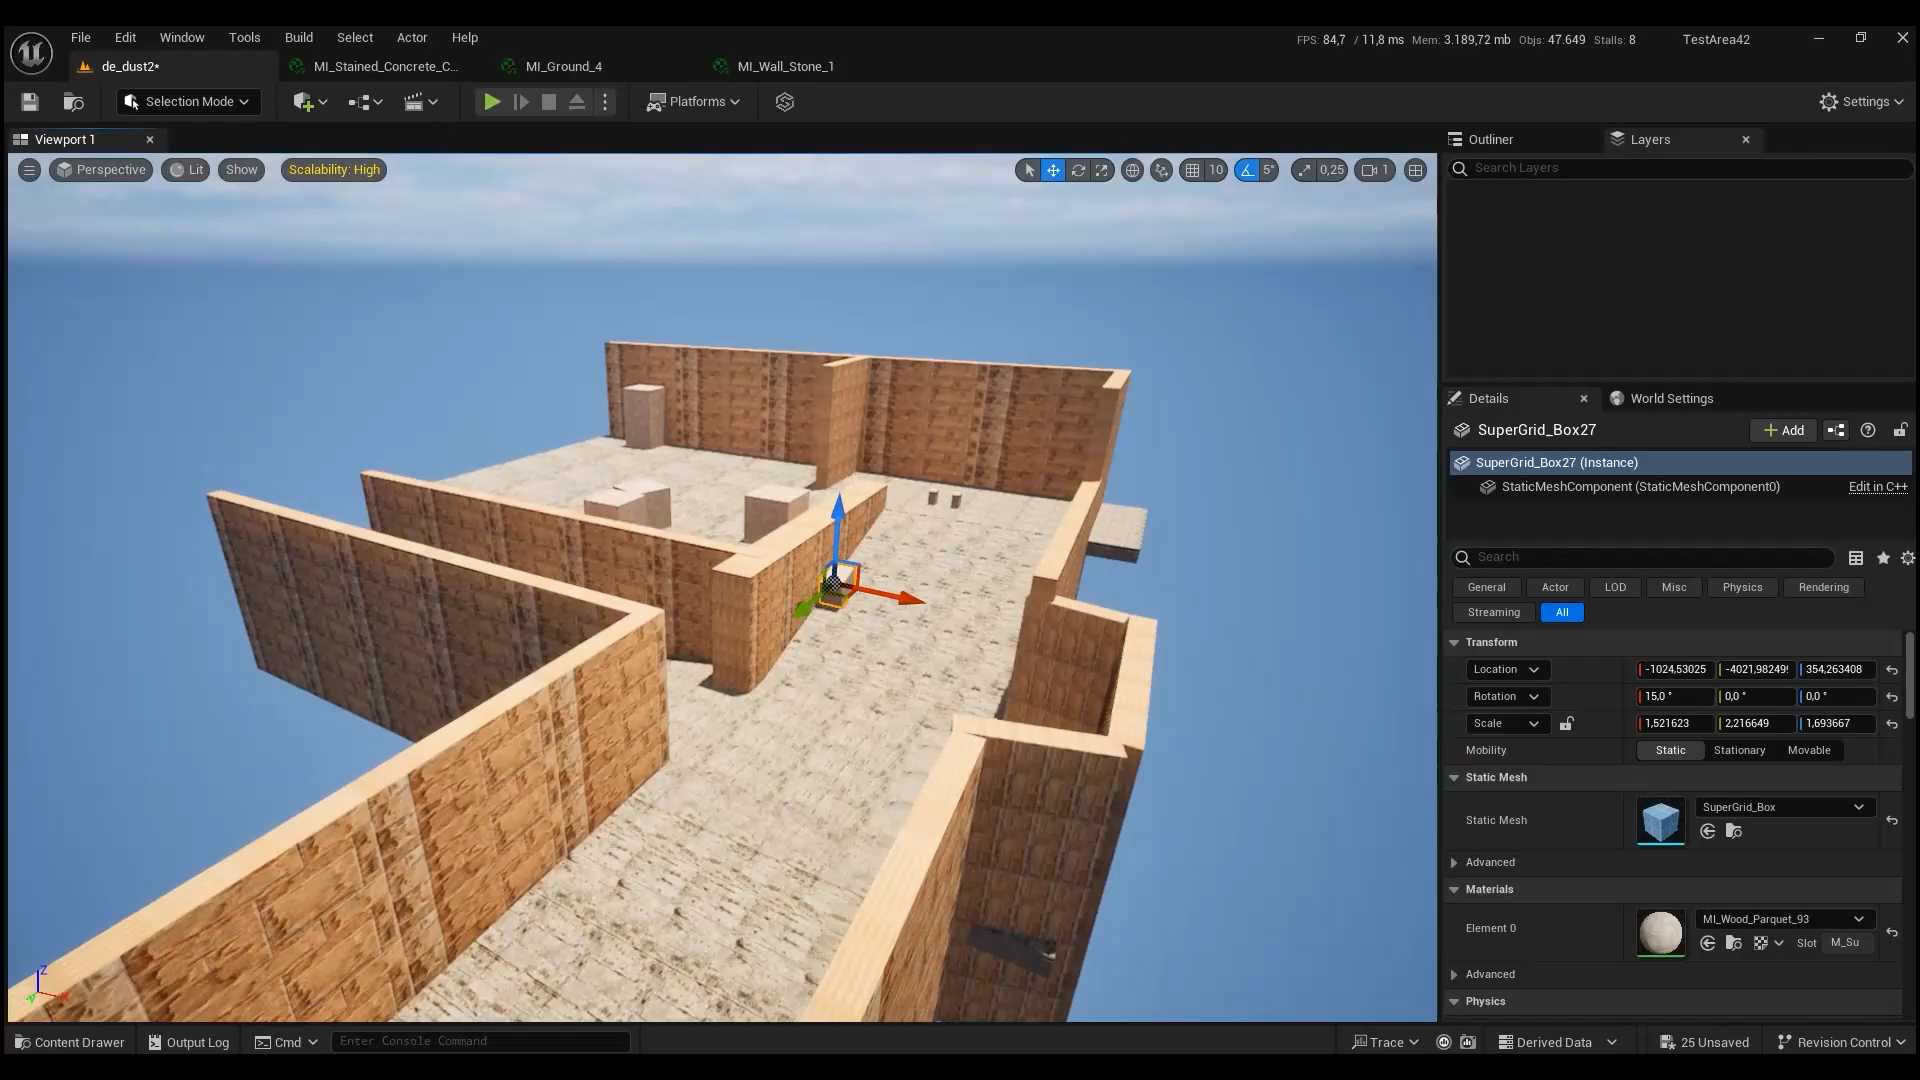 File Edit Window Tools Build Select Actor Help
FPS: 84,7 / 11,8 ms Mem: 3.189,72 mb Objs: 47.649 Stalls: 8 TestArea42
de_dust2* MI_Stained_Concrete_C... MI_Ground_4 MI_Wall_Stone_1
Selection Mode Platforms Settings
Viewport 1 Outliner Layers
Perspective Lit Show Scalability: High 10 5° 0,25 1
Search Layers
Details World Settings
SuperGrid_Box27 Add
SuperGrid_Box27 (Instance)
StaticMeshComponent (StaticMeshComponent0) Edit in C++
Search
General Actor LOD Misc Physics Rendering
Streaming All
Transform
Location -1024,53025 -4021,98249 354,263408
Rotation 15,0 ° 0,0 ° 0,0 °
Scale 1,521623 2,216649 1,693667
Mobility Static Stationary Movable
Static Mesh
SuperGrid_Box
Static Mesh
Advanced
Materials
MI_Wood_Parquet_93
Element 0
Slot M_Su
Advanced
Physics
Z
Content Drawer Output Log Cmd Enter Console Command Trace Derived Data 25 Unsaved Revision Control